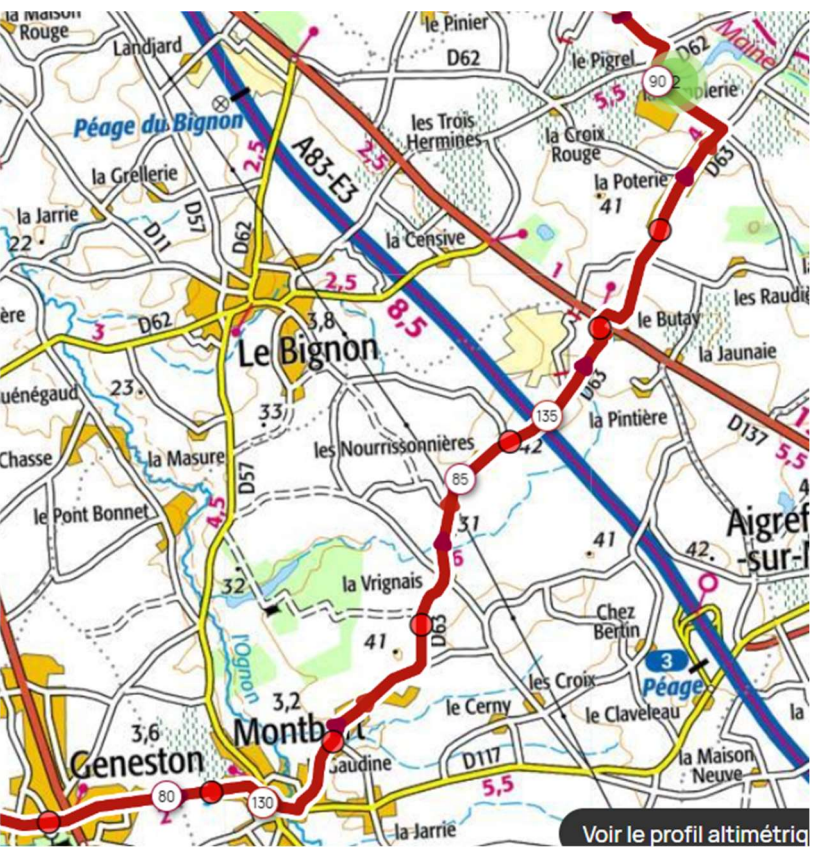 la Maison
Rouge
Landjard
le Pinier
D62
le Pigrel
D62
Maine
90
2
5,5
Péage du Bignon
A83-E3
2,5
2,5
les Trois
Hermines
la Croix
Rouge
4
D63
la Grellerie
la Poterie
41
la Jarrie
D57
D11
D62
22
la Censive
1
2,5
8,5
les Raudiè
ère
3
D62
3,8
Le Bignon
le Butay
la Jaunaie
D63
uénégaud
23
33
135
la Pintière
D137
5,5
Chasse
la Masure
les Nourrissonnières
42
85
D57
4,5
le Pont Bonnet
31
6
41
42
Aigref
-sur-M
32
la Vrignais
Chez
Bertin
D63
l'Ognon
41
3
Péage
les Croix
3,2
le Cerny
le Claveleau
la
3,6
Montb
t
Geneston
Gaudine
D117
5,5
la Maison
Neuve
80
2
130
la Jarrie
Voir le profil altimétriq